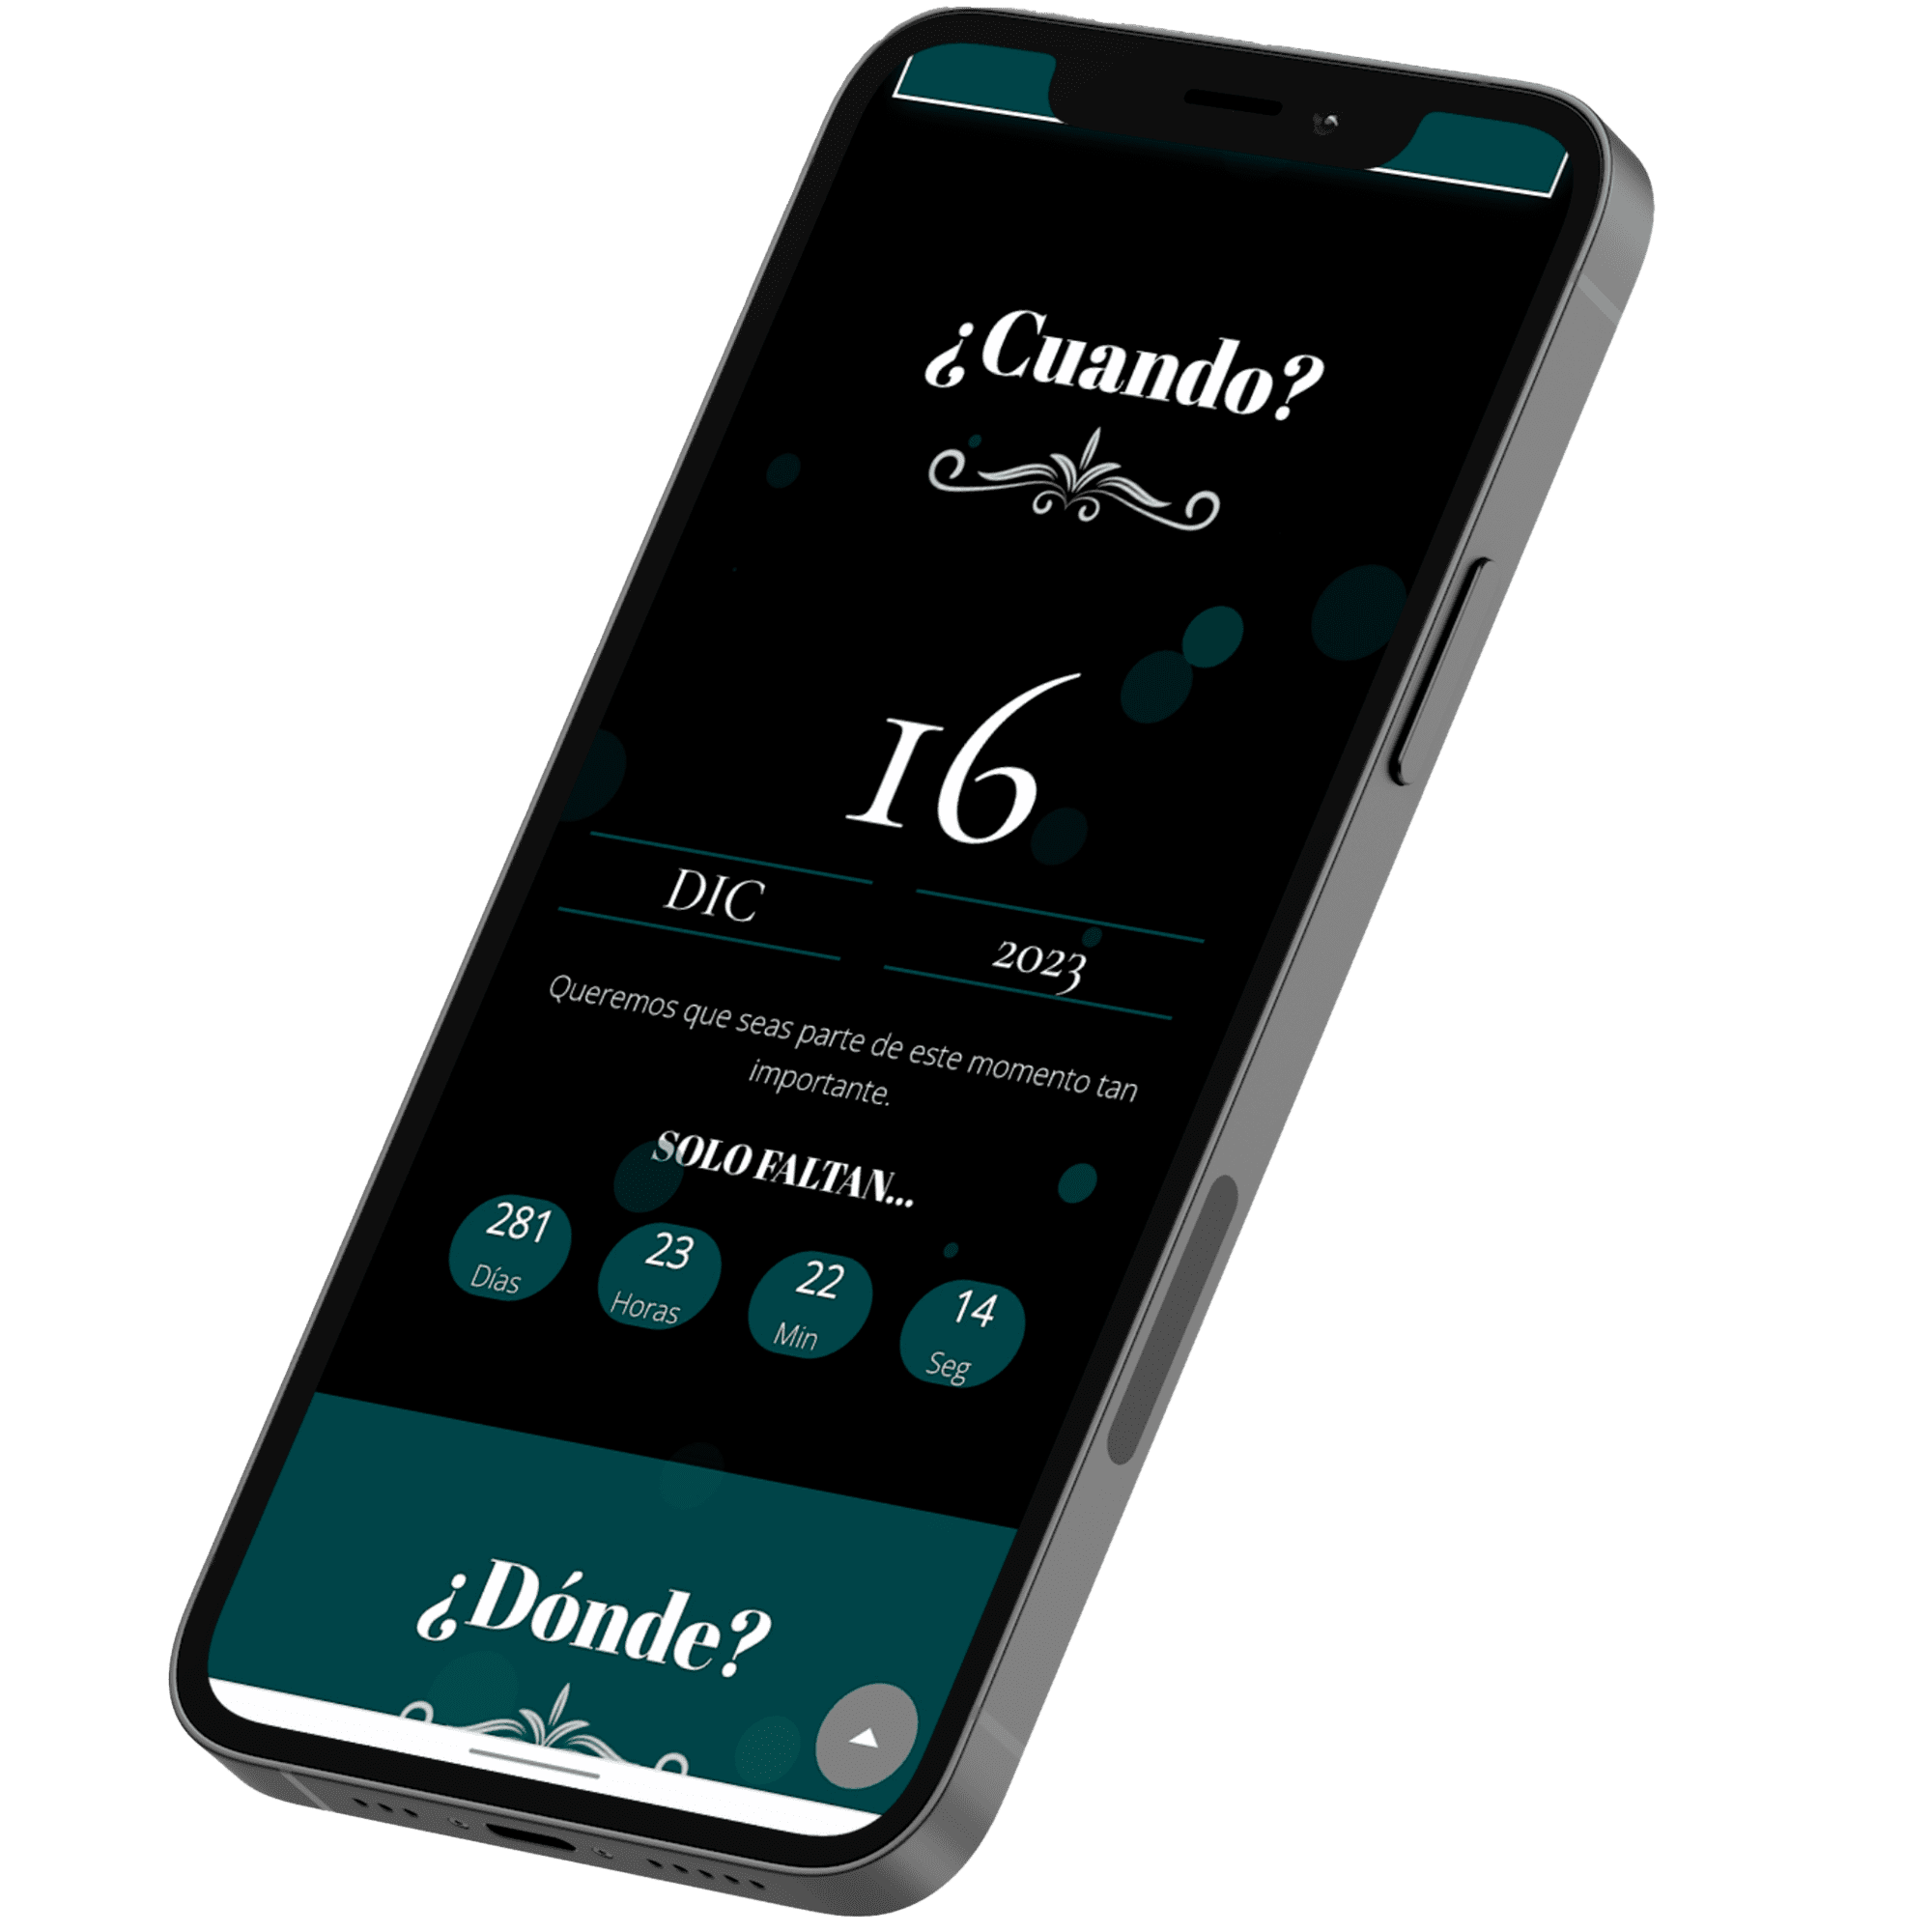 ¿Cuando?
16
DIC
2023
Queremos que seas parte de este momento tan
importante.
SOLO FALTAN...
281 23 22 14
Días Horas Min Seg
¿Dónde?